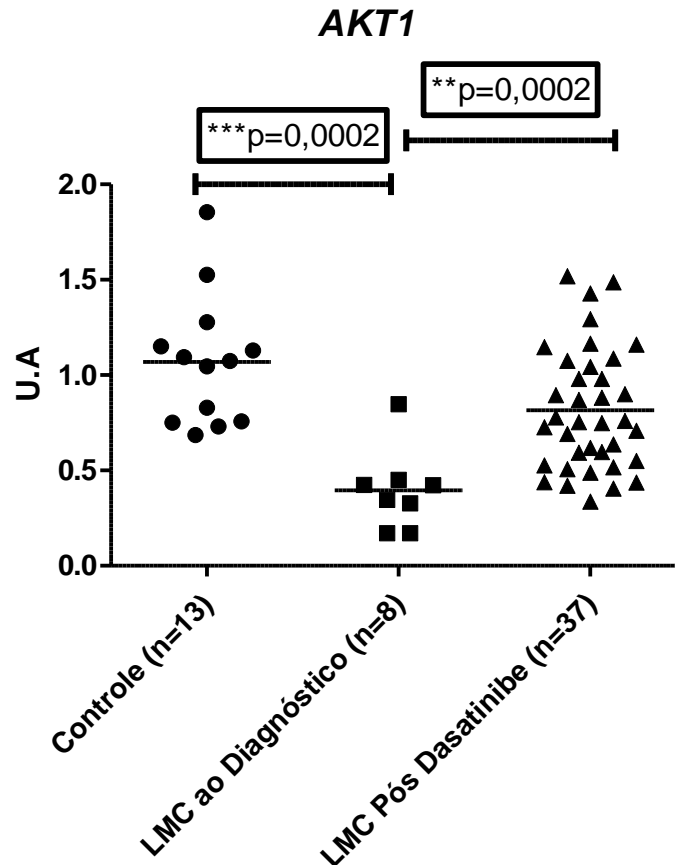 AKT1
**p=0,0002
***p=0,0002
2.0
1.5
1.0
0.5
0.0
U.A
Controle (n=13)
LMC ao Diagnóstico (n=8)
LMC Pós Dasatinibe (n=37)